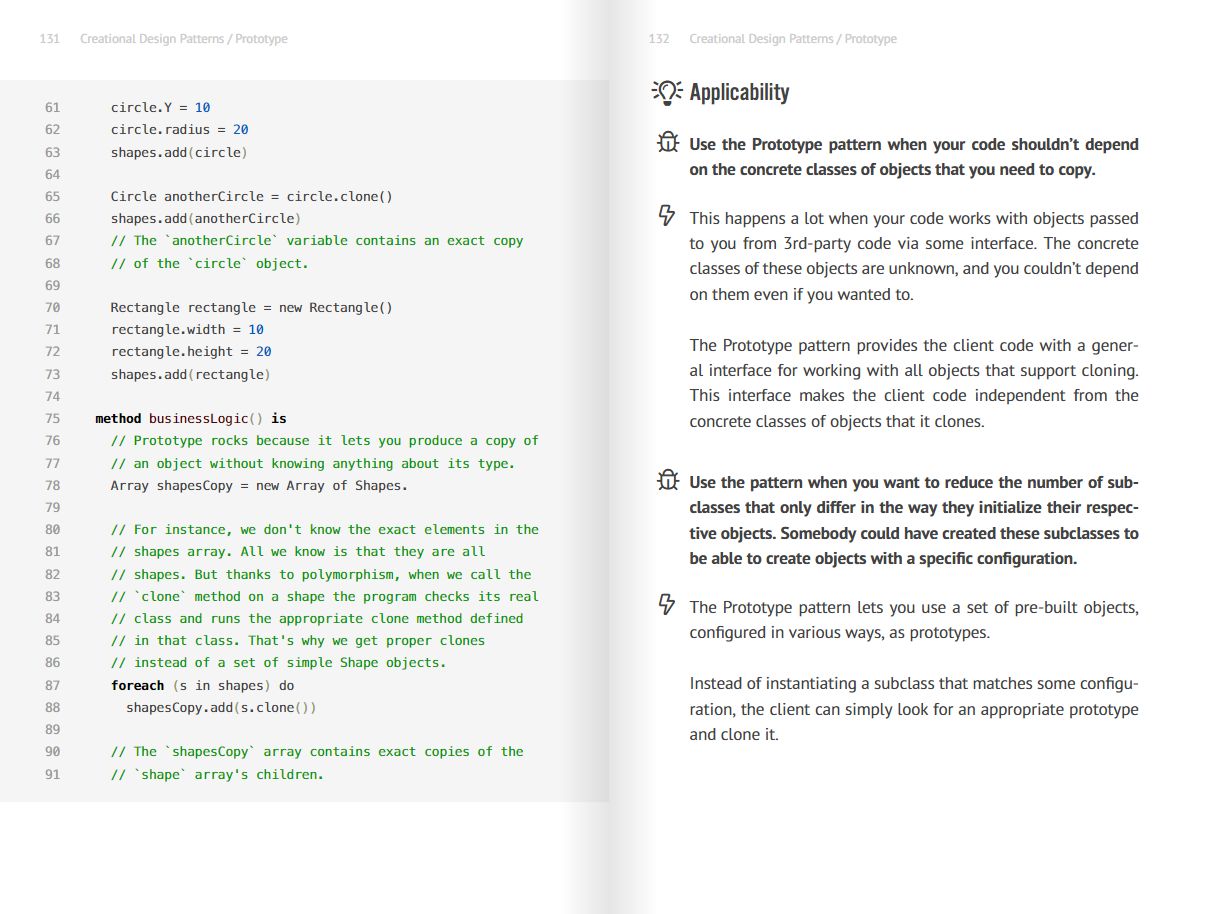 131 Creational Design Patterns / Prototype
61 circle.Y = 10
62 circle.radius = 20
63 shapes.add(circle)
64
65 Circle anotherCircle = circle.clone()
66 shapes.add(anotherCircle)
67 // The `anotherCircle` variable contains an exact copy
68 // of the `circle` object.
69
70 Rectangle rectangle = new Rectangle()
71 rectangle.width = 10
72 rectangle.height = 20
73 shapes.add(rectangle)
74
75 method businessLogic() is
76 // Prototype rocks because it lets you produce a copy of
77 // an object without knowing anything about its type.
78 Array shapesCopy = new Array of Shapes.
79
80 // For instance, we don't know the exact elements in the
81 // shapes array. All we know is that they are all
82 // shapes. But thanks to polymorphism, when we call the
83 // `clone` method on a shape the program checks its real
84 // class and runs the appropriate clone method defined
85 // in that class. That's why we get proper clones
86 // instead of a set of simple Shape objects.
87 foreach (s in shapes) do
88 shapesCopy.add(s.clone())
89
90 // The `shapesCopy` array contains exact copies of the
91 // `shape` array's children.
132 Creational Design Patterns / Prototype
Applicability
Use the Prototype pattern when your code shouldn’t depend
on the concrete classes of objects that you need to copy.
This happens a lot when your code works with objects passed
to you from 3rd-party code via some interface. The concrete
classes of these objects are unknown, and you couldn’t depend
on them even if you wanted to.
The Prototype pattern provides the client code with a gener-
al interface for working with all objects that support cloning.
This interface makes the client code independent from the
concrete classes of objects that it clones.
Use the pattern when you want to reduce the number of sub-
classes that only differ in the way they initialize their respec-
tive objects. Somebody could have created these subclasses to
be able to create objects with a specific configuration.
The Prototype pattern lets you use a set of pre-built objects,
configured in various ways, as prototypes.
Instead of instantiating a subclass that matches some configu-
ration, the client can simply look for an appropriate prototype
and clone it.